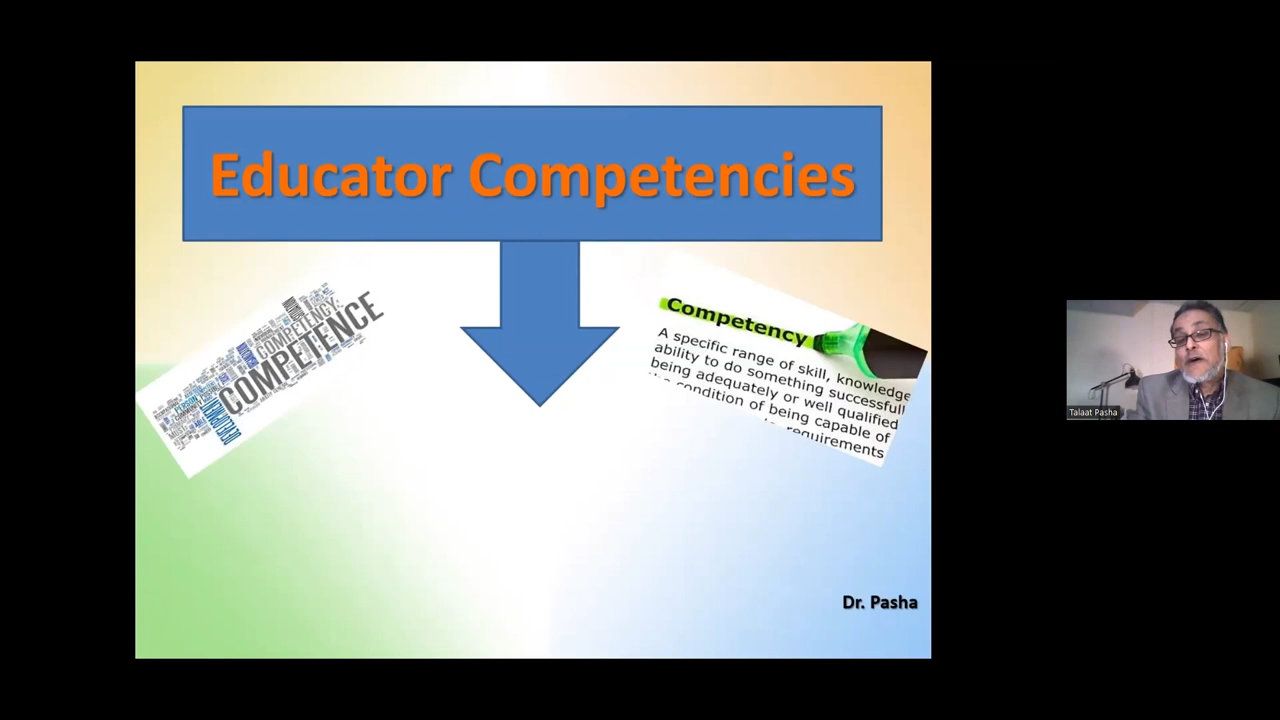 Educator Competencies
COMPETENCY
COMPETENCE
Competency
A specific range of skill, knowledge
ability to do something successfull
being adequately or well qualified
condition of being capable of
requirements
Talaat Pasha
Dr. Pasha